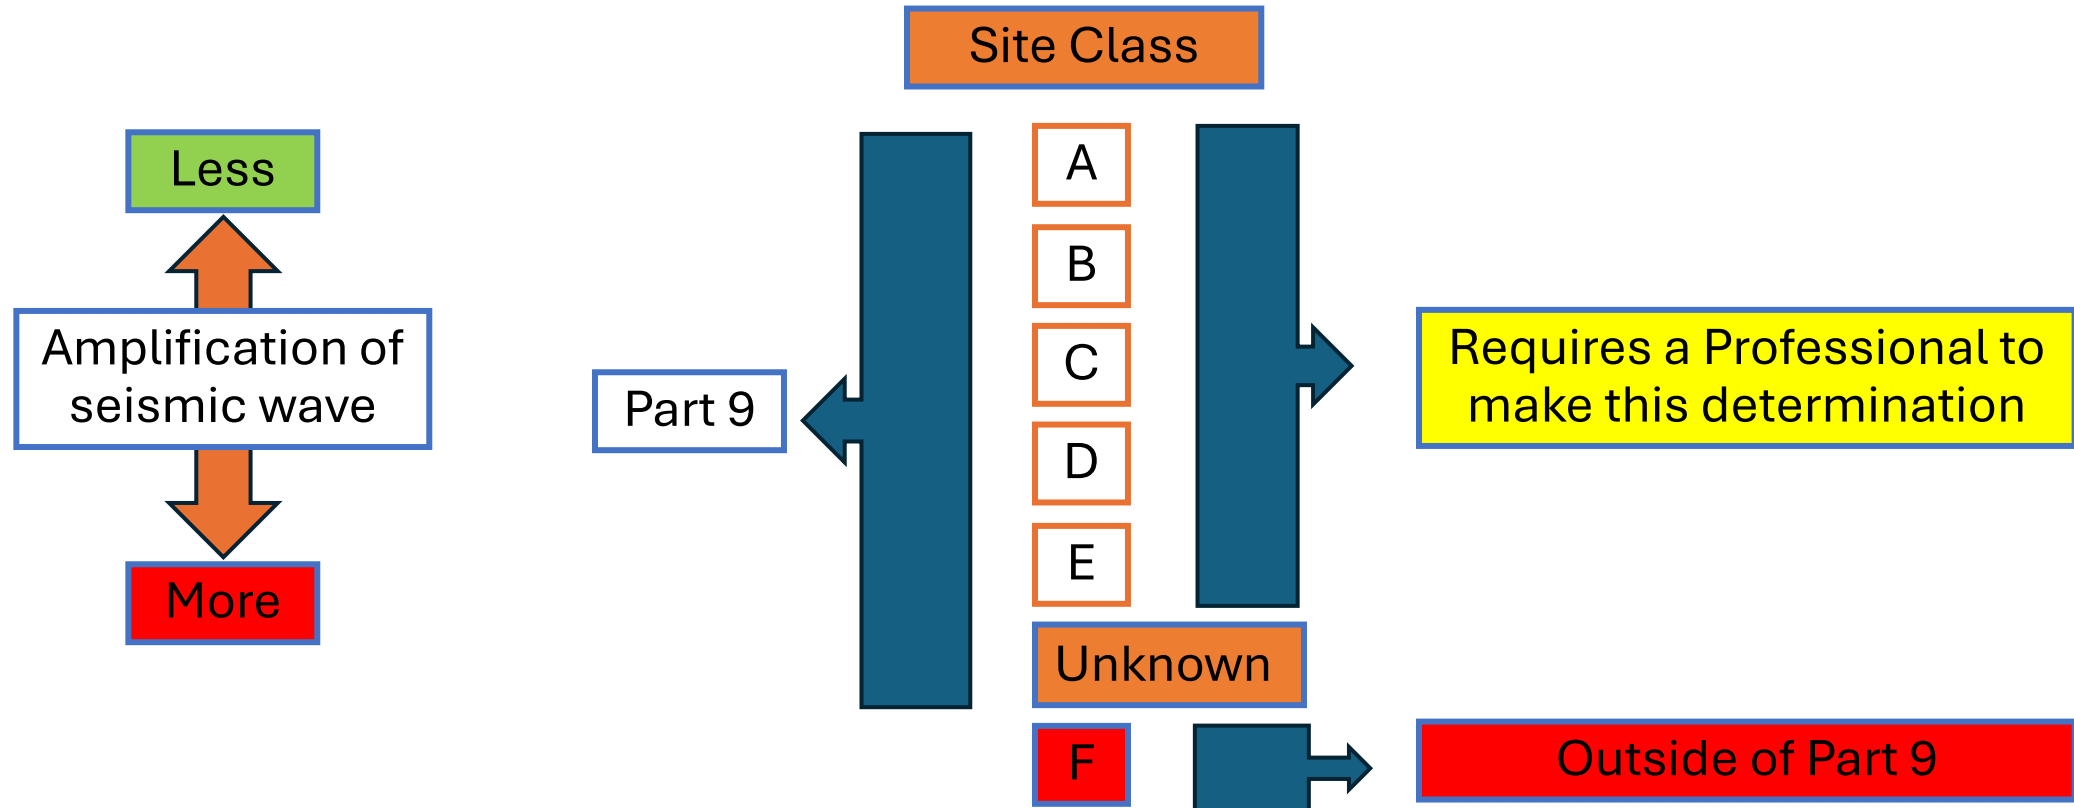 Site Class
Less
Amplification of
seismic wave
More
Part 9
A
B
C
D
E
Unknown
F
Requires a Professional to
make this determination
Outside of Part 9